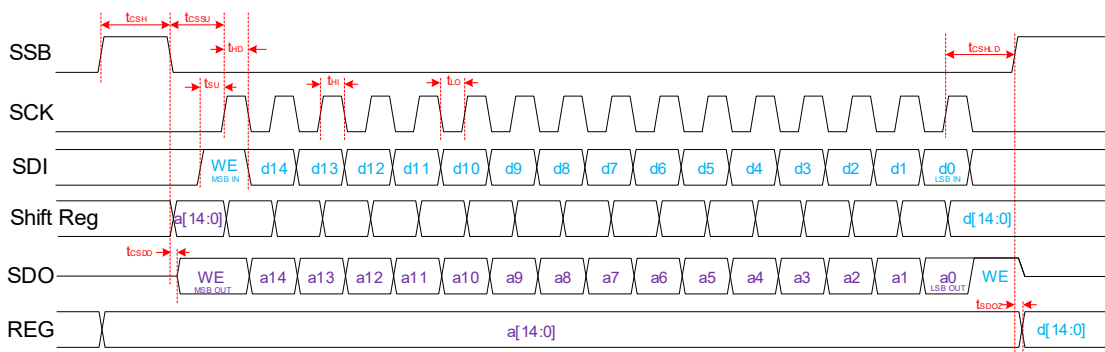 tCSH tCSSU
SSB tHD tCSHLD
tSU tHI tLO
SCK
SDI WE d14 d13 d12 d11 d10 d9 d8 d7 d6 d5 d4 d3 d2 d1 d0
MSB IN LSB IN
Shift Reg a[14:0] d[14:0]
tCSDO
SDO WE a14 a13 a12 a11 a10 a9 a8 a7 a6 a5 a4 a3 a2 a1 a0 WE
MSB OUT LSB OUT
tSDOZ
REG a[14:0] d[14:0]